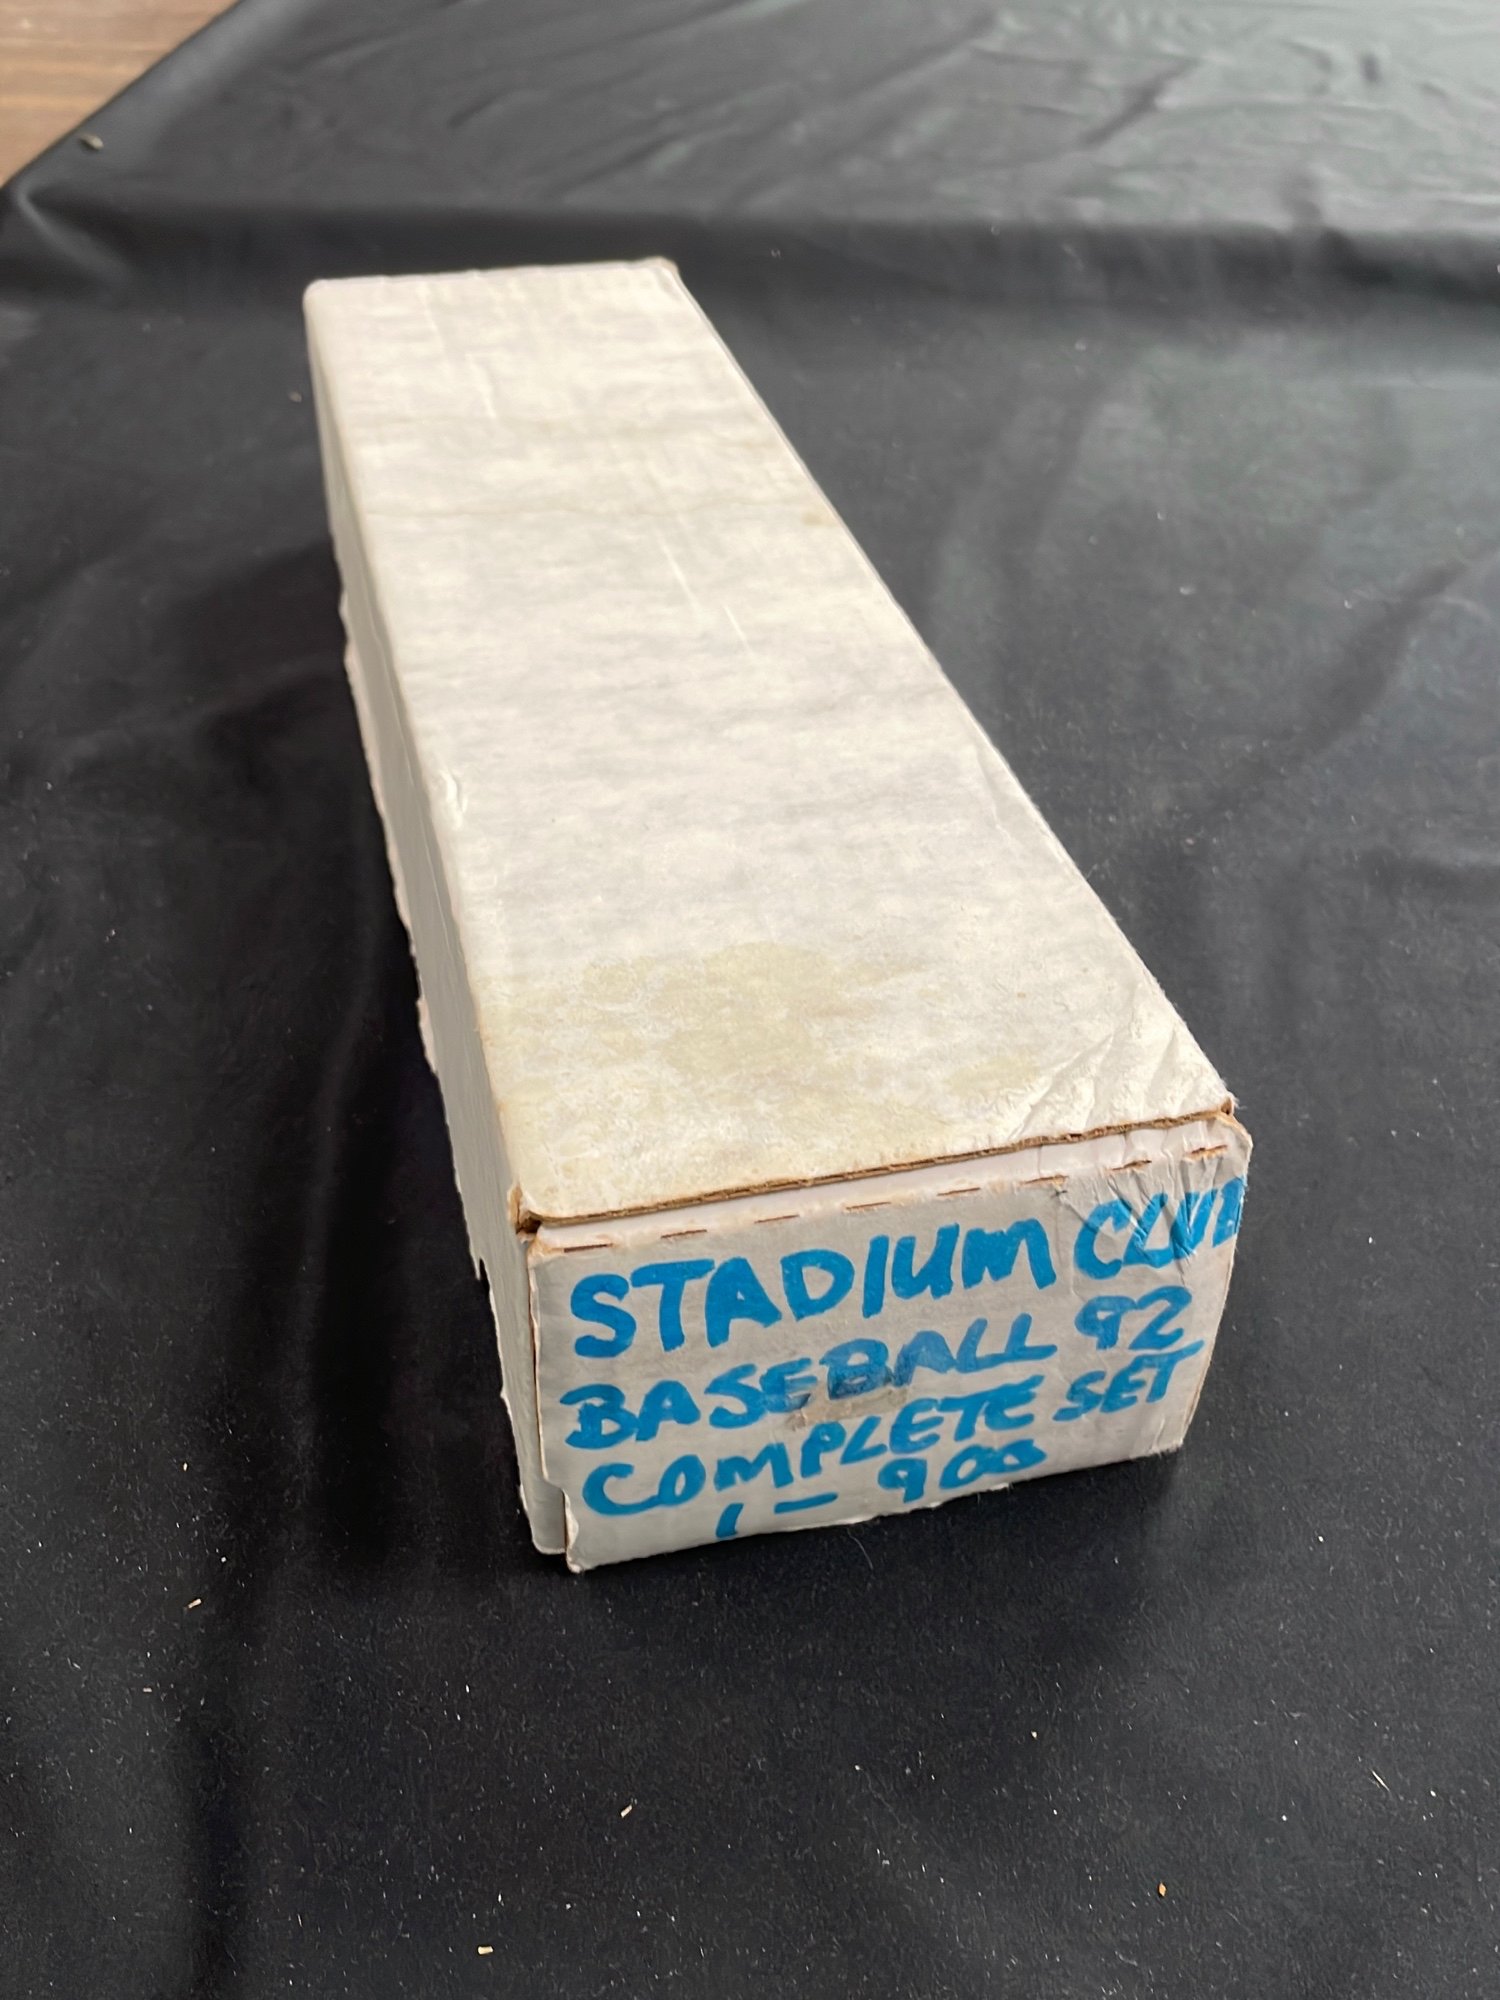 STADIUM CLUB
BASEBALL 92
COMPLETE SET
1-900